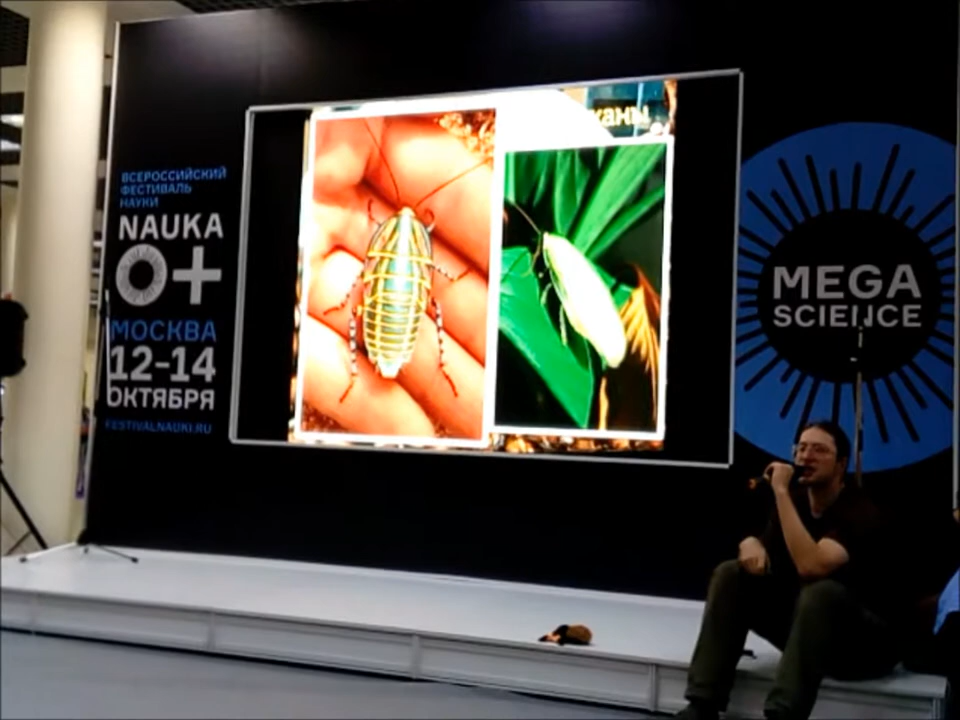 ВСЕРОССИЙСКИЙ
ФЕСТИВАЛЬ
НАУКИ
NAUKA
0+
МОСКВА
12–14
ОКТЯБРЯ
FESTIVALNAUKI.RU
MEGA
SCIENCE